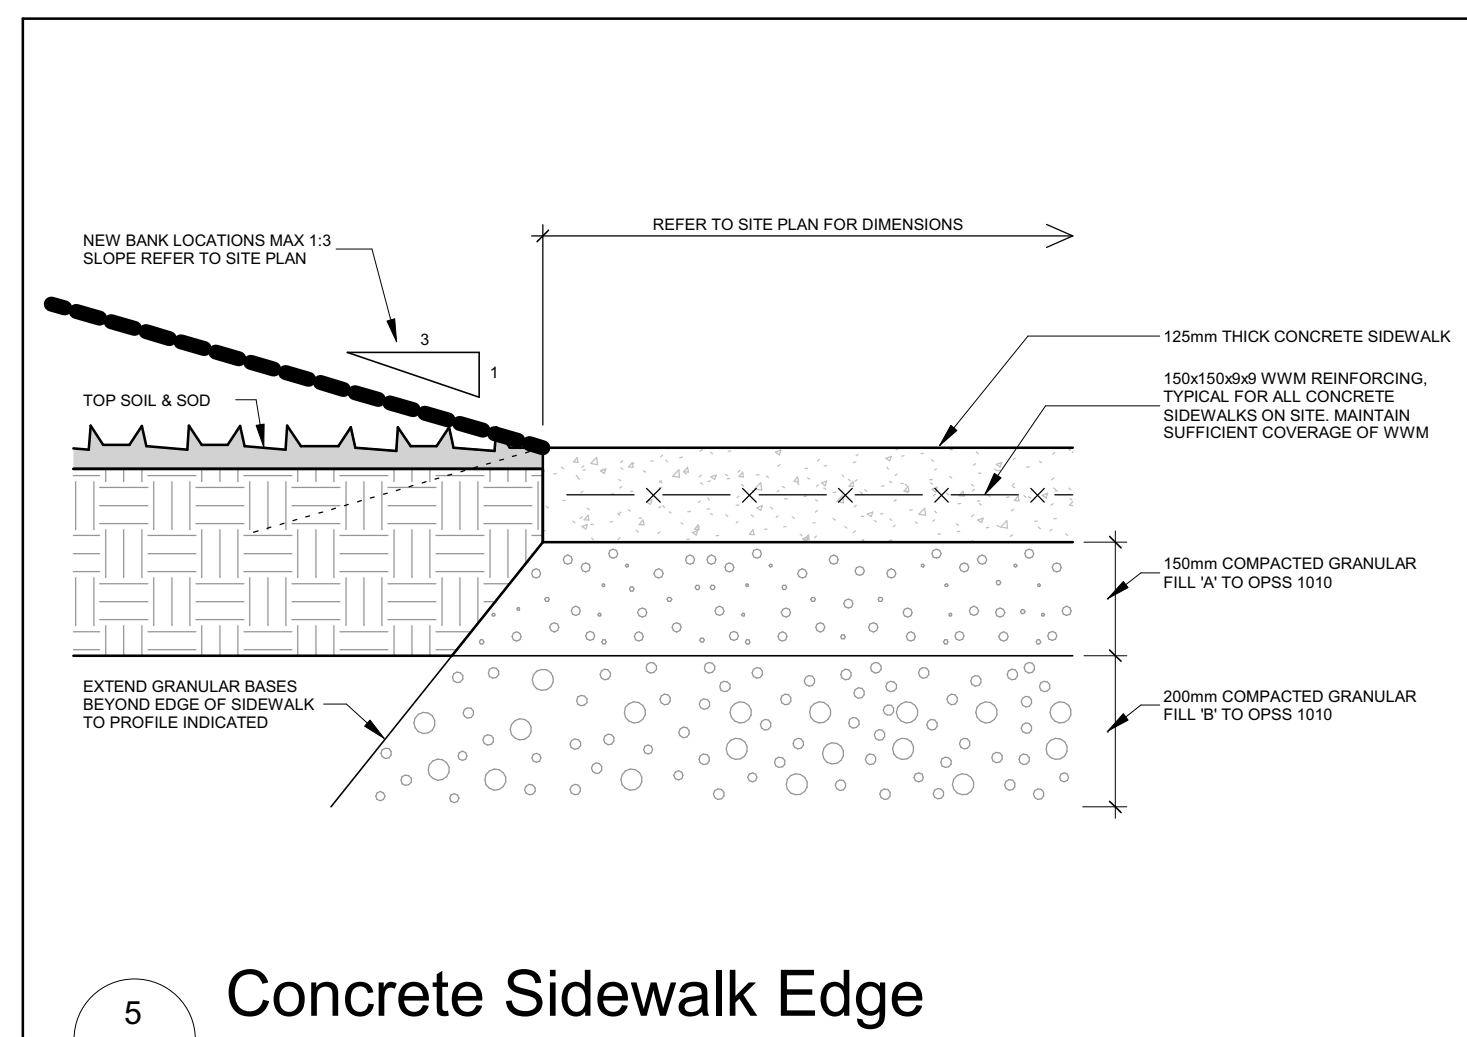 REFER TO SITE PLAN FOR DIMENSIONS
NEW BANK LOCATIONS MAX 1:3
SLOPE REFER TO SITE PLAN
3
1
TOP SOIL & SOD
125mm THICK CONCRETE SIDEWALK
150x150x9x9 WWM REINFORCING,
TYPICAL FOR ALL CONCRETE
SIDEWALKS ON SITE. MAINTAIN
SUFFICIENT COVERAGE OF WWM
150mm COMPACTED GRANULAR
FILL 'A' TO OPSS 1010
EXTEND GRANULAR BASES
BEYOND EDGE OF SIDEWALK
TO PROFILE INDICATED
200mm COMPACTED GRANULAR
FILL 'B' TO OPSS 1010
5
Concrete Sidewalk Edge